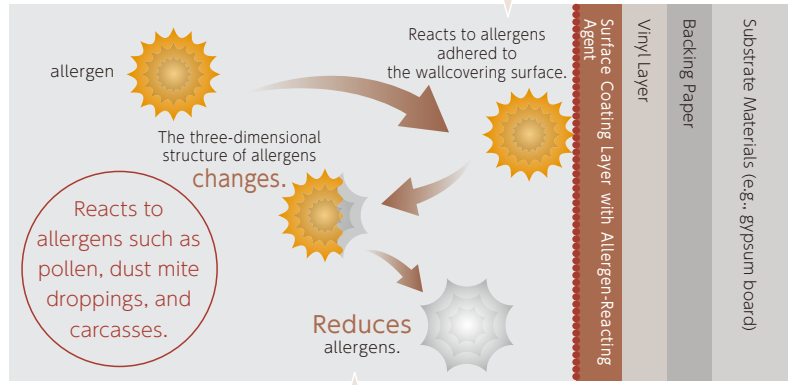 allergen
Reacts to allergens
adhered to
the wallcovering surface.
The three-dimensional
structure of allergens
changes.
Reacts to
allergens such as
pollen, dust mite
droppings, and
carcasses.
Reduces
allergens.
Surface Coating Layer with Allergen-Reacting
Agent
Vinyl Layer
Backing Paper
Substrate Materials (e.g., gypsum board)